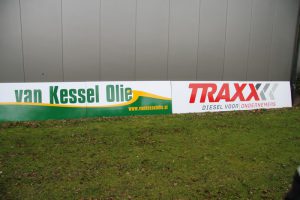 van Kessel Olie
www.vankesselolie.nl
TRAXX
DIESEL VOOR ONDERNEMERS